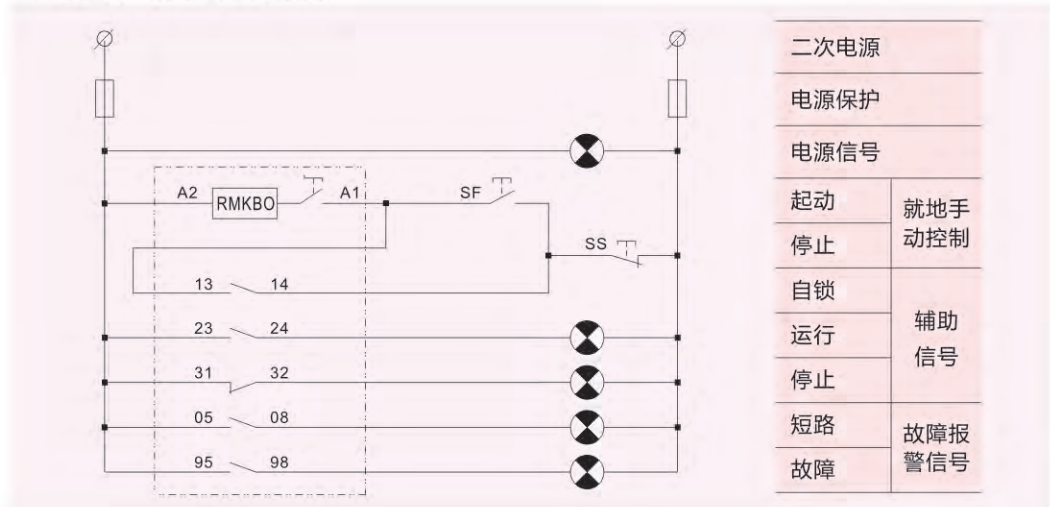 二次电源
电源保护
电源信号
A2
RMKBO
A1
SF
起动
就地手
动控制
SS
停止
13
14
自锁
辅助
信号
23
24
运行
31
32
停止
05
08
短路
故障报
警信号
95
98
故障